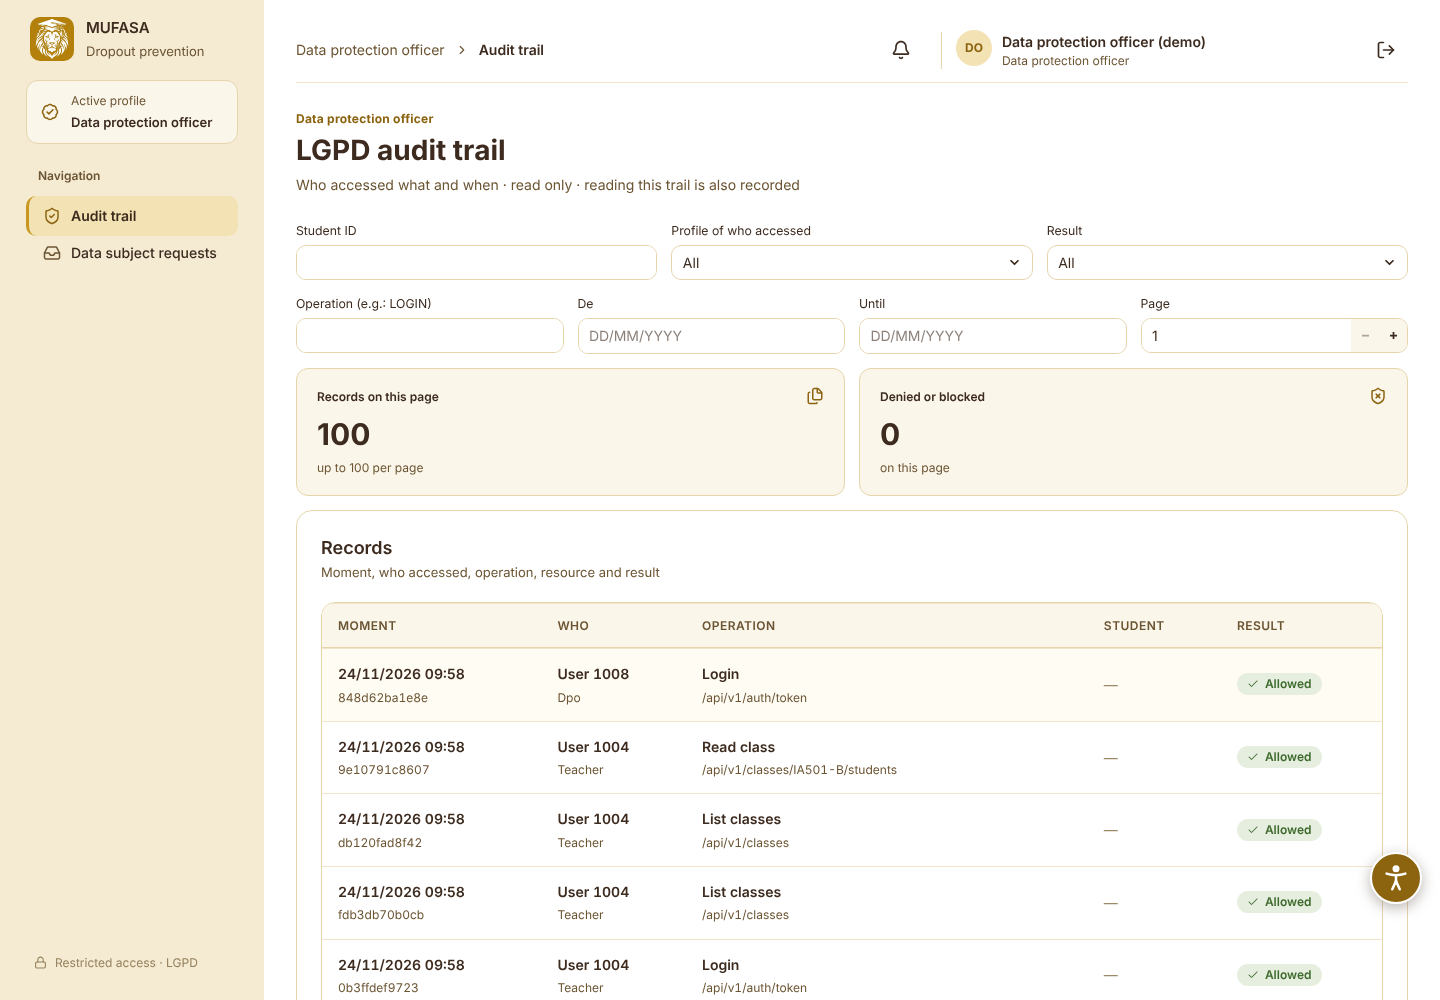 MUFASA
Dropout prevention
Active profile
Data protection officer
Navigation
Audit trail
Data subject requests
Restricted access · LGPD
Data protection officer > Audit trail
DO
Data protection officer (demo)
Data protection officer
Data protection officer
LGPD audit trail
Who accessed what and when · read only · reading this trail is also recorded
Student ID
Profile of who accessed
Result
All
All
Operation (e.g.: LOGIN)
De
Until
Page
DD/MM/YYYY
DD/MM/YYYY
1
− +
Records on this page
100
up to 100 per page
Denied or blocked
0
on this page
Records
Moment, who accessed, operation, resource and result
MOMENT WHO OPERATION STUDENT RESULT
24/11/2026 09:58 User 1008 Login — Allowed
848d62ba1e8e Dpo /api/v1/auth/token
24/11/2026 09:58 User 1004 Read class — Allowed
9e10791c8607 Teacher /api/v1/classes/IA501-B/students
24/11/2026 09:58 User 1004 List classes — Allowed
db120fad8f42 Teacher /api/v1/classes
24/11/2026 09:58 User 1004 List classes — Allowed
fdb3db70b0cb Teacher /api/v1/classes
24/11/2026 09:58 User 1004 Login — Allowed
0b3ffdef9723 Teacher /api/v1/auth/token